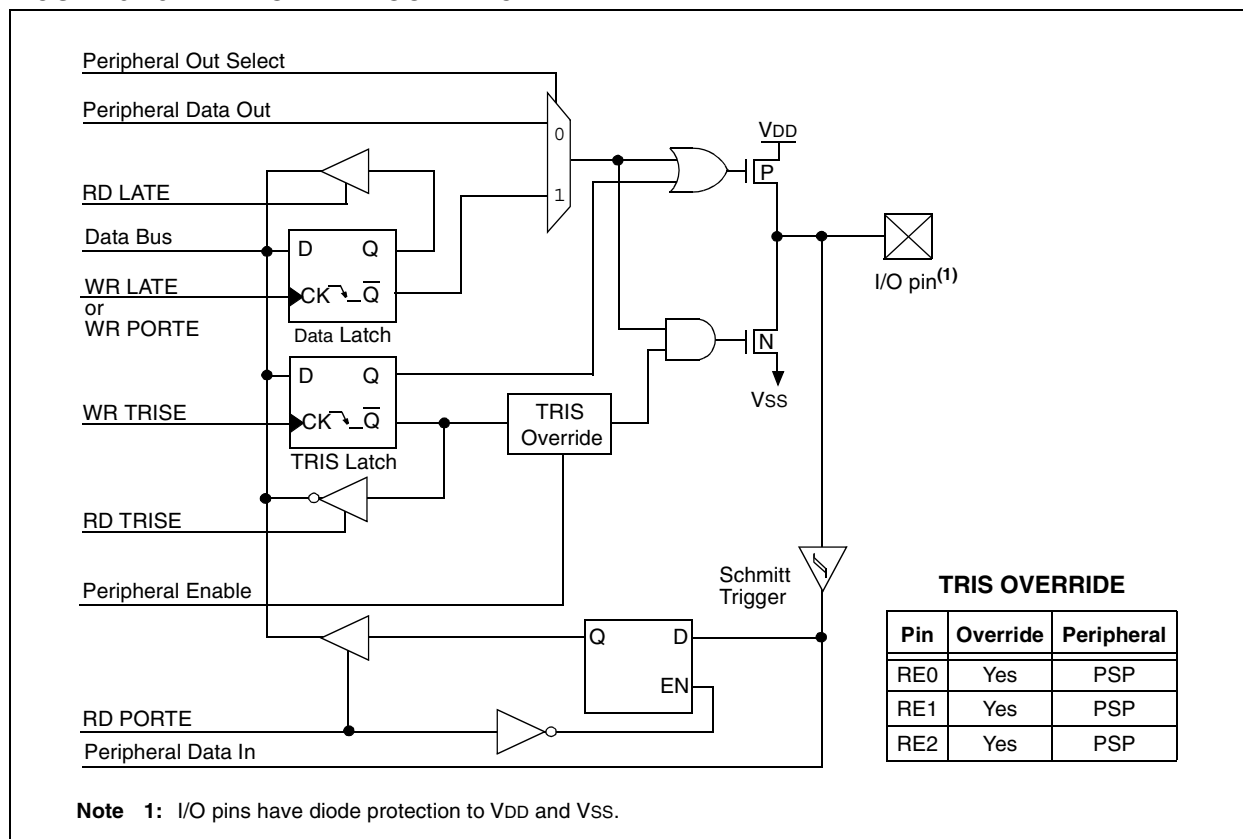 Peripheral Out Select
Peripheral Data Out
0
1
VDD
P
RD LATE
Data Bus
D Q
WR LATE
or
WR PORTE
CK Q
Data Latch
I/O pin(1)
N
VSS
D Q
WR TRISE
CK Q
TRIS Latch
TRIS
Override
RD TRISE
Peripheral Enable
Schmitt
Trigger
Q D
EN
RD PORTE
Peripheral Data In
TRIS OVERRIDE
Pin Override Peripheral
RE0 Yes PSP
RE1 Yes PSP
RE2 Yes PSP
Note 1: I/O pins have diode protection to VDD and VSS.